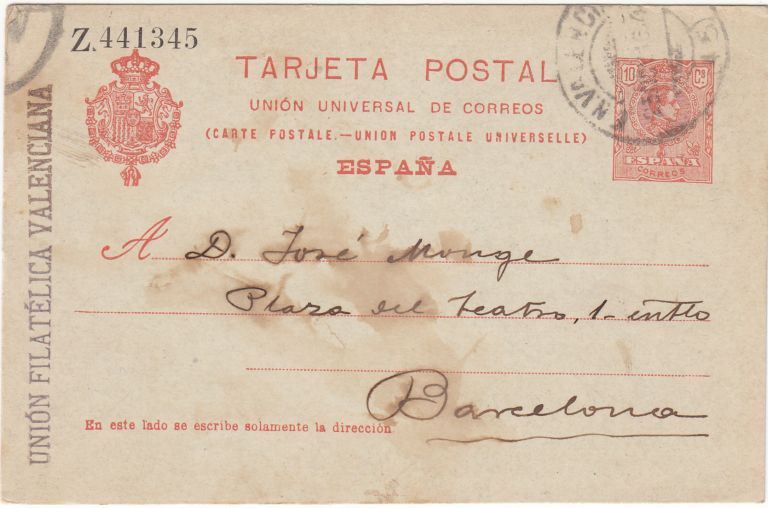 Z.441345
TARJETA POSTAL
UNIÓN UNIVERSAL DE CORREOS
(CARTE POSTALE.—UNION POSTALE UNIVERSELLE)
ESPAÑA
10 Cs
ESPAÑA
CORREOS
UNIÓN FILATÉLICA VALENCIANA
A D. José Monge
Plaza del Teatro, 1-
Barcelona
En este lado se escribe solamente la dirección